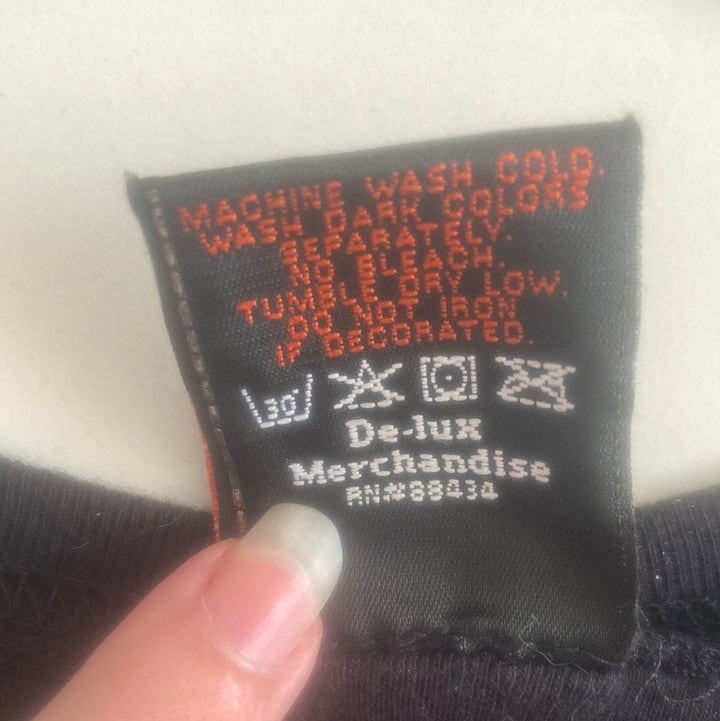 MACHINE WASH COLD.
WASH DARK COLORS
SEPARATELY.
NO BLEACH.
TUMBLE DRY LOW.
DO NOT IRON
IF DECORATED.
30°
De-lux
Merchandise
RN#88434